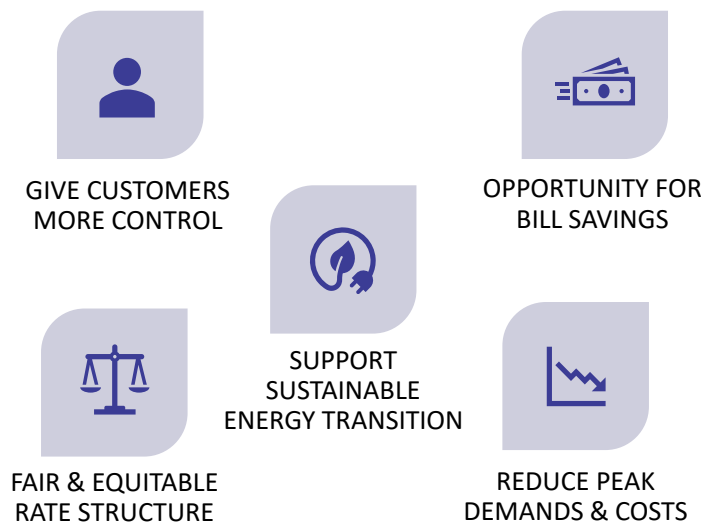 GIVE CUSTOMERS
MORE CONTROL
OPPORTUNITY FOR
BILL SAVINGS
SUPPORT
SUSTAINABLE
ENERGY TRANSITION
FAIR & EQUITABLE
RATE STRUCTURE
REDUCE PEAK
DEMANDS & COSTS